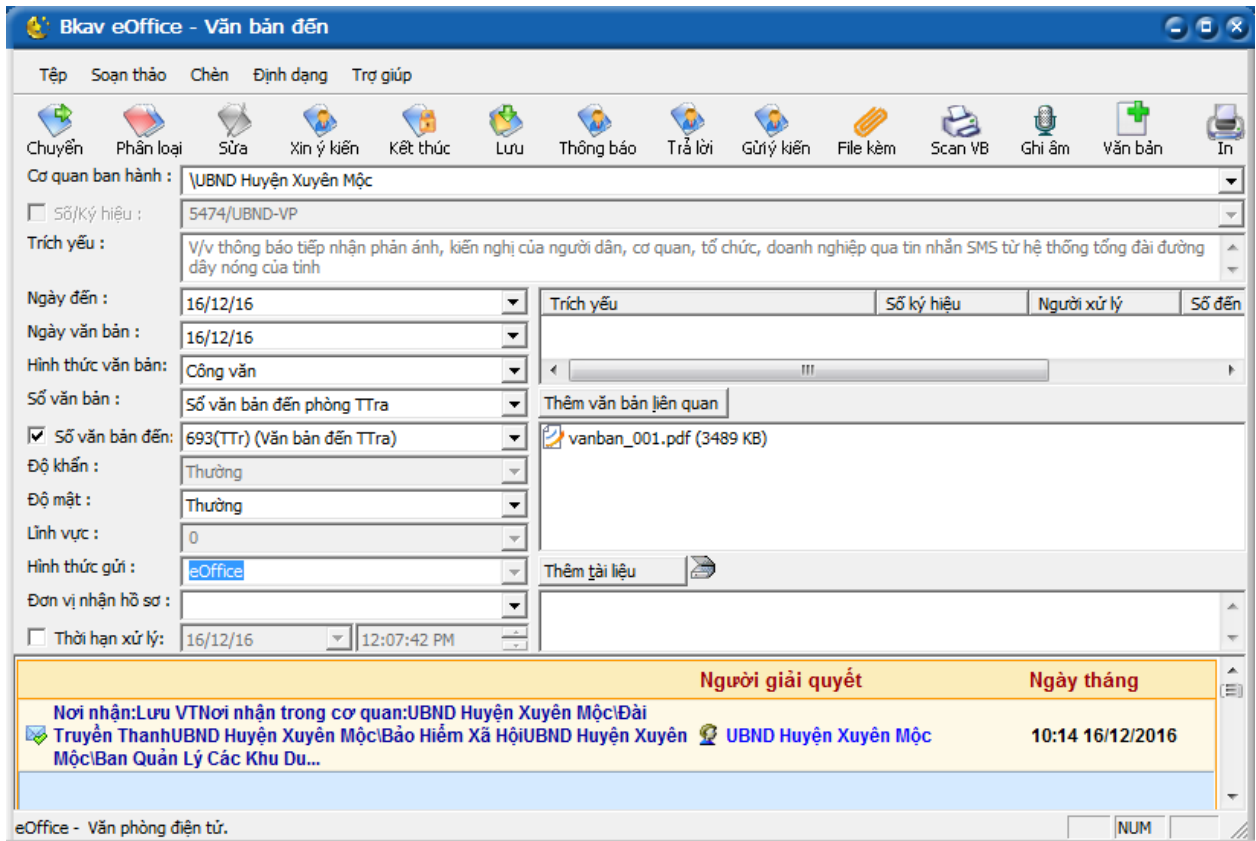 Bkav eOffice - Văn bản đến
Tệp Soạn thảo Chèn Định dạng Trợ giúp
Chuyển Phân loại Sửa Xin ý kiến Kết thúc Lưu Thông báo Trả lời Gửi ý kiến File kèm Scan VB Ghi âm Văn bản In
Cơ quan ban hành : \UBND Huyện Xuyên Mộc
Số/Ký hiệu : 5474/UBND-VP
Trích yếu : V/v thông báo tiếp nhận phản ánh, kiến nghị của người dân, cơ quan, tổ chức, doanh nghiệp qua tin nhắn SMS từ hệ thống tổng đài đường
dây nóng của tỉnh
Ngày đến : 16/12/16 Trích yếu Số ký hiệu Người xử lý Số đến
Ngày văn bản : 16/12/16
Hình thức văn bản: Công văn
Sổ văn bản : Sổ văn bản đến phòng TTra Thêm văn bản liên quan
Số văn bản đến: 693(TTr) (Văn bản đến TTra) vanban_001.pdf (3489 KB)
Độ khẩn : Thường
Độ mật : Thường
Lĩnh vực : 0
Hình thức gửi : eOffice Thêm tài liệu
Đơn vị nhận hồ sơ :
Thời hạn xử lý: 16/12/16 12:07:42 PM
Người giải quyết Ngày tháng
Nơi nhận:Lưu VTNơi nhận trong cơ quan:UBND Huyện Xuyên Mộc\Đài
Truyền ThanhUBND Huyện Xuyên Mộc\Bảo Hiểm Xã HộiUBND Huyện Xuyên UBND Huyện Xuyên Mộc 10:14 16/12/2016
Mộc\Ban Quản Lý Các Khu Du...
eOffice - Văn phòng điện tử. NUM